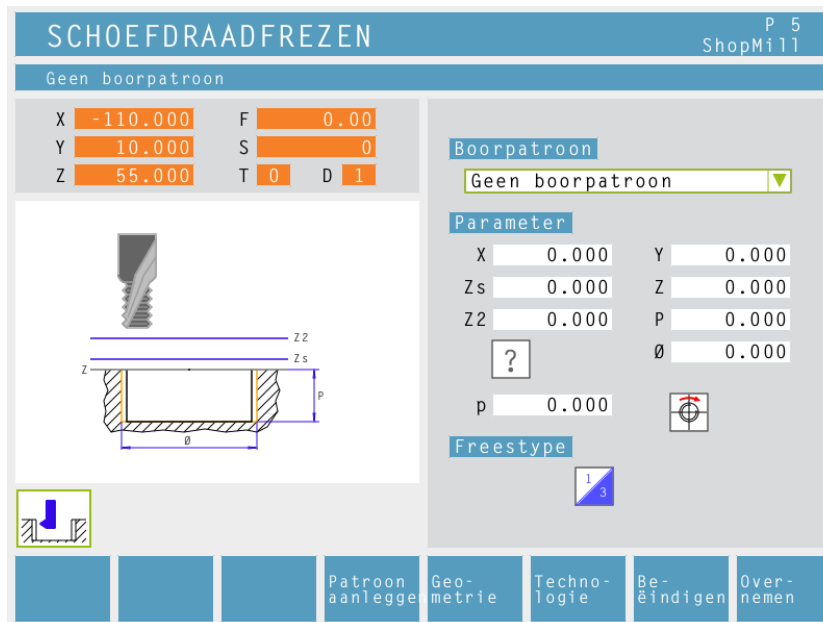 SCHOEFDRAADFREZEN
P 5
ShopMill
Geen boorpatroon
X -110.000 F 0.00
Y 10.000 S 0
Z 55.000 T 0 D 1
Z2
Zs
Z
P
Ø
Boorpatroon
Geen boorpatroon
Parameter
X 0.000 Y 0.000
Zs 0.000 Z 0.000
Z2 0.000 P 0.000
? Ø 0.000
p 0.000
Freestype
1
3
Patroon
aanleggen
Geo-
metrie
Techno-
logie
Be-
ëindigen
Over-
nemen